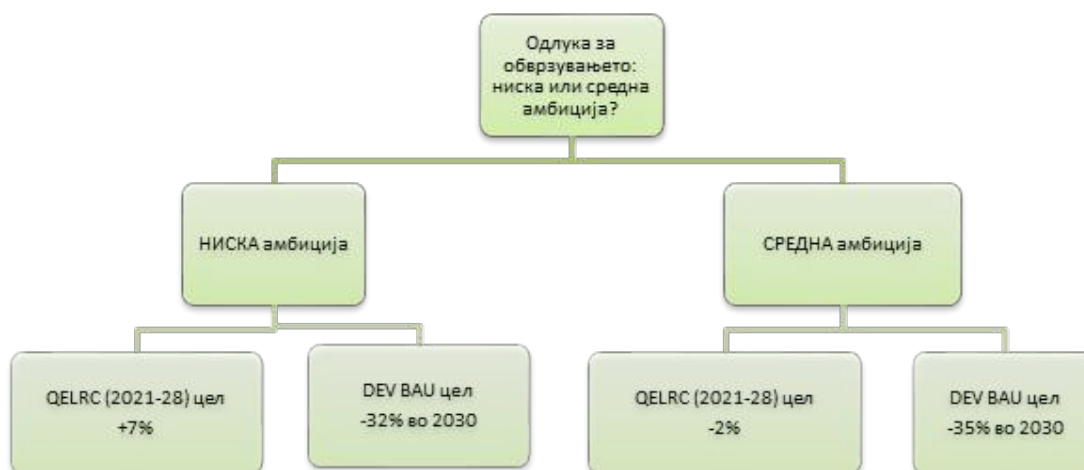 Одлука за
обврзувањето:
ниска или средна
амбиција?
НИСКА амбиција
СРЕДНА амбиција
QELRC (2021-28) цел
+7%
DEV BAU цел
-32% во 2030
QELRC (2021-28) цел
-2%
DEV BAU цел
-35% во 2030